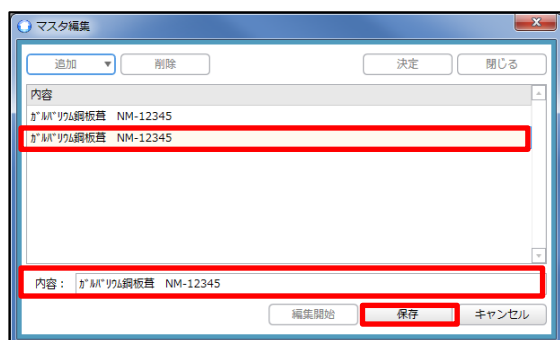 マスタ編集
追加 ▼ 削除 決定 閉じる
内容
ｶﾞﾙﾊﾞﾘｳﾑ鋼板葺 NM-12345
ｶﾞﾙﾊﾞﾘｳﾑ鋼板葺 NM-12345
内容： ｶﾞﾙﾊﾞﾘｳﾑ鋼板葺 NM-12345
編集開始 保存 キャンセル